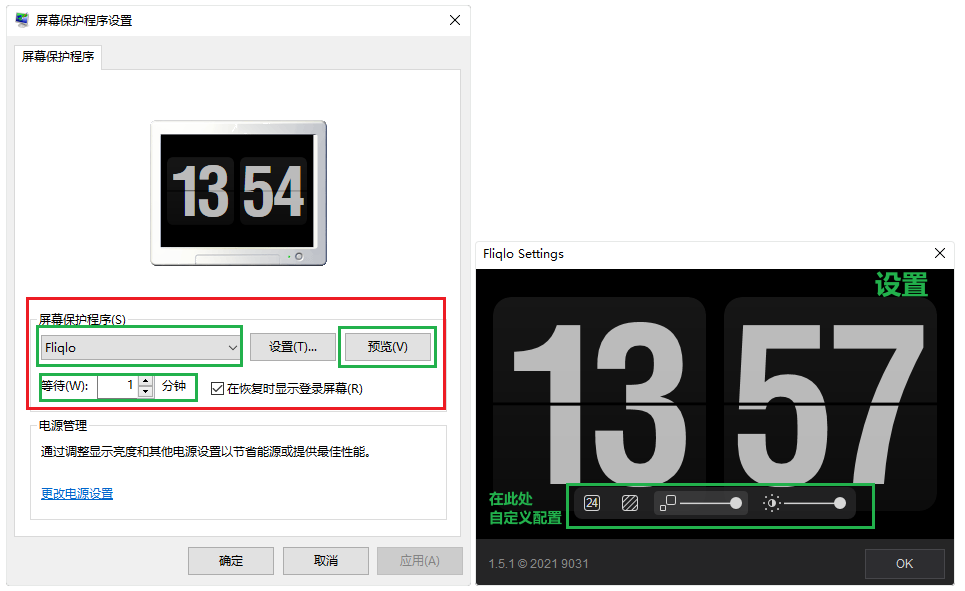 屏幕保护程序设置
屏幕保护程序
13 54
屏幕保护程序(S)
Fliqlo
设置(T)...
预览(V)
等待(W):
1
分钟
在恢复时显示登录屏幕(R)
电源管理
通过调整显示亮度和其他电源设置以节省能源或提供最佳性能。
更改电源设置
确定
取消
应用(A)
Fliqlo Settings
设置
13 57
在此处
自定义配置
24
1.5.1 © 2021 9031
OK